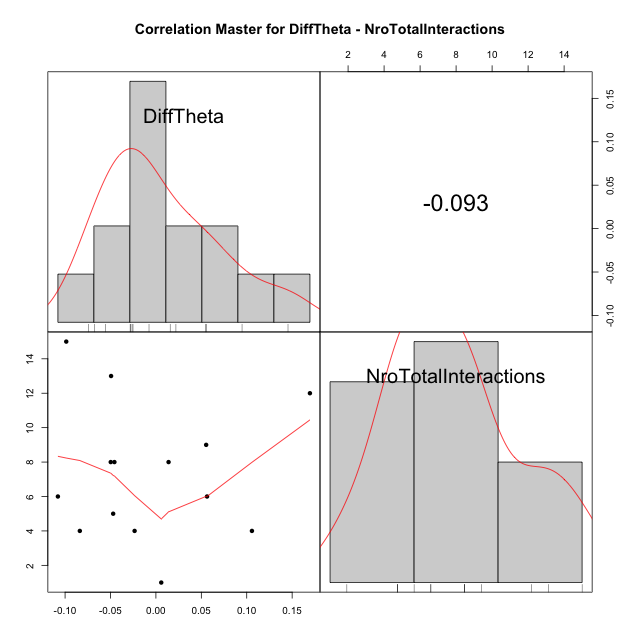 Correlation Master for DiffTheta - NroTotalInteractions
2 4 6 8 10 12 14
DiffTheta
-0.093
0.15
0.10
0.05
0.00
-0.05
-0.10
NroTotalInteractions
14
12
10
8
6
4
2
-0.10 -0.05 0.00 0.05 0.10 0.15